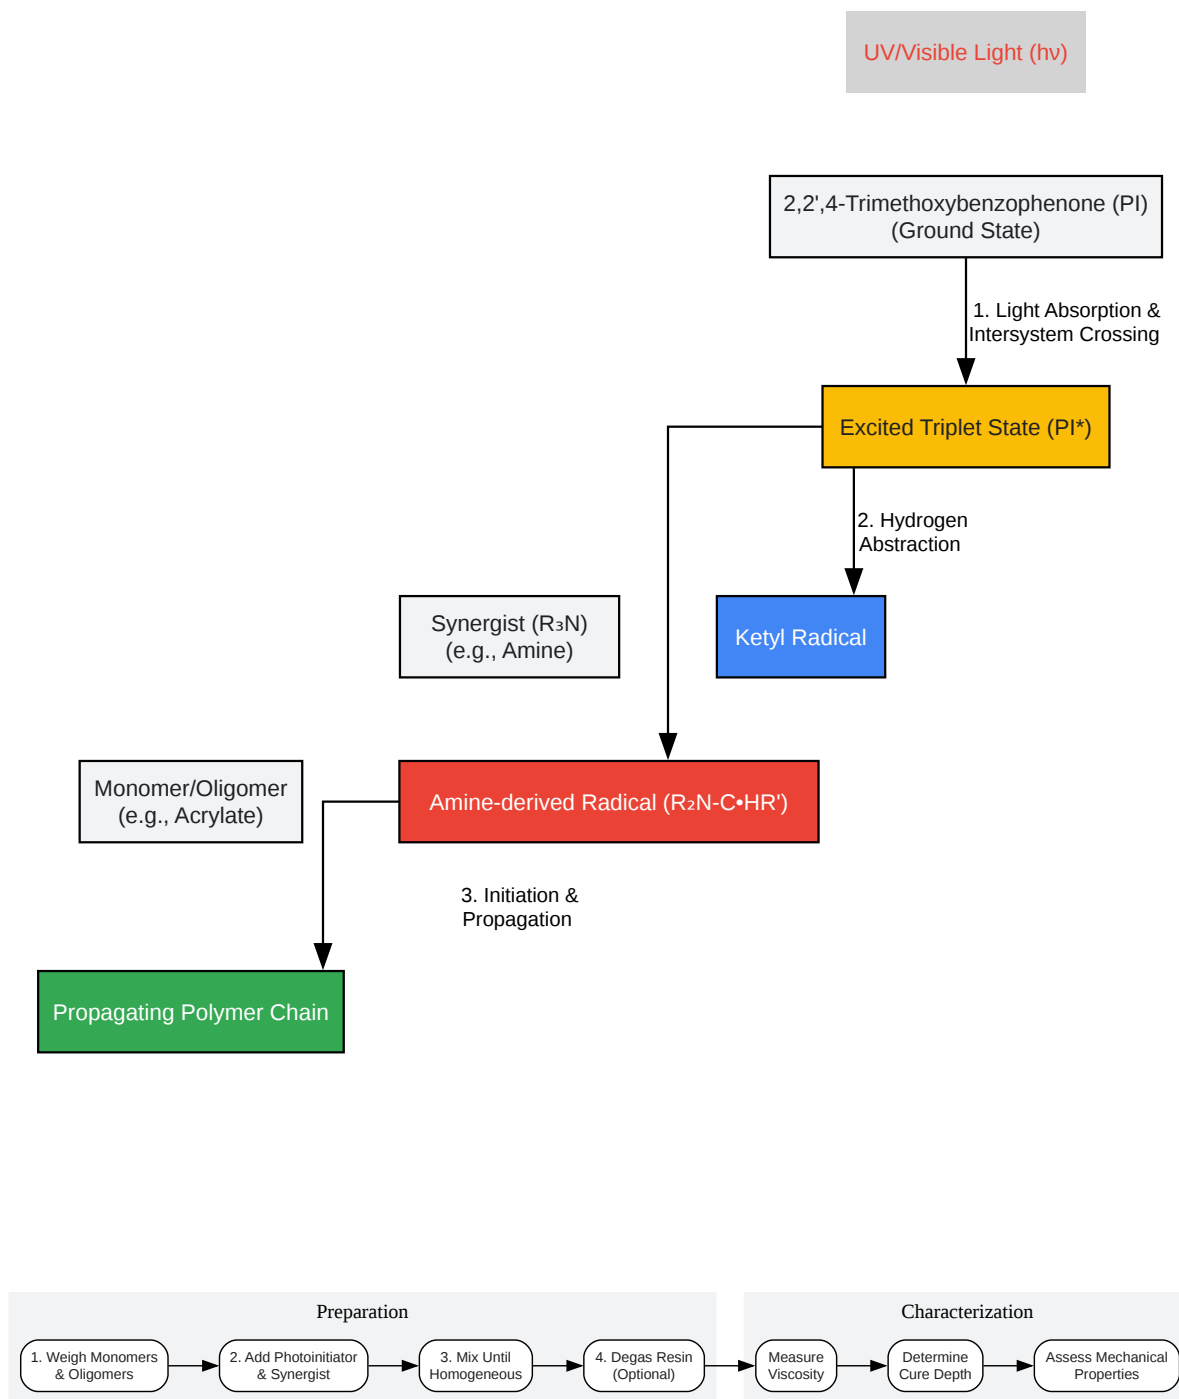 UV/Visible Light (hν)
2,2',4-Trimethoxybenzophenone (PI)
(Ground State)
1. Light Absorption &
Intersystem Crossing
Excited Triplet State (PI*)
2. Hydrogen
Abstraction
Synergist (R₃N)
(e.g., Amine)
Ketyl Radical
Monomer/Oligomer
(e.g., Acrylate)
Amine-derived Radical (R₂N-C•HR')
3. Initiation &
Propagation
Propagating Polymer Chain
Preparation
1. Weigh Monomers
& Oligomers
2. Add Photoinitiator
& Synergist
3. Mix Until
Homogeneous
4. Degas Resin
(Optional)
Characterization
Measure
Viscosity
Determine
Cure Depth
Assess Mechanical
Properties